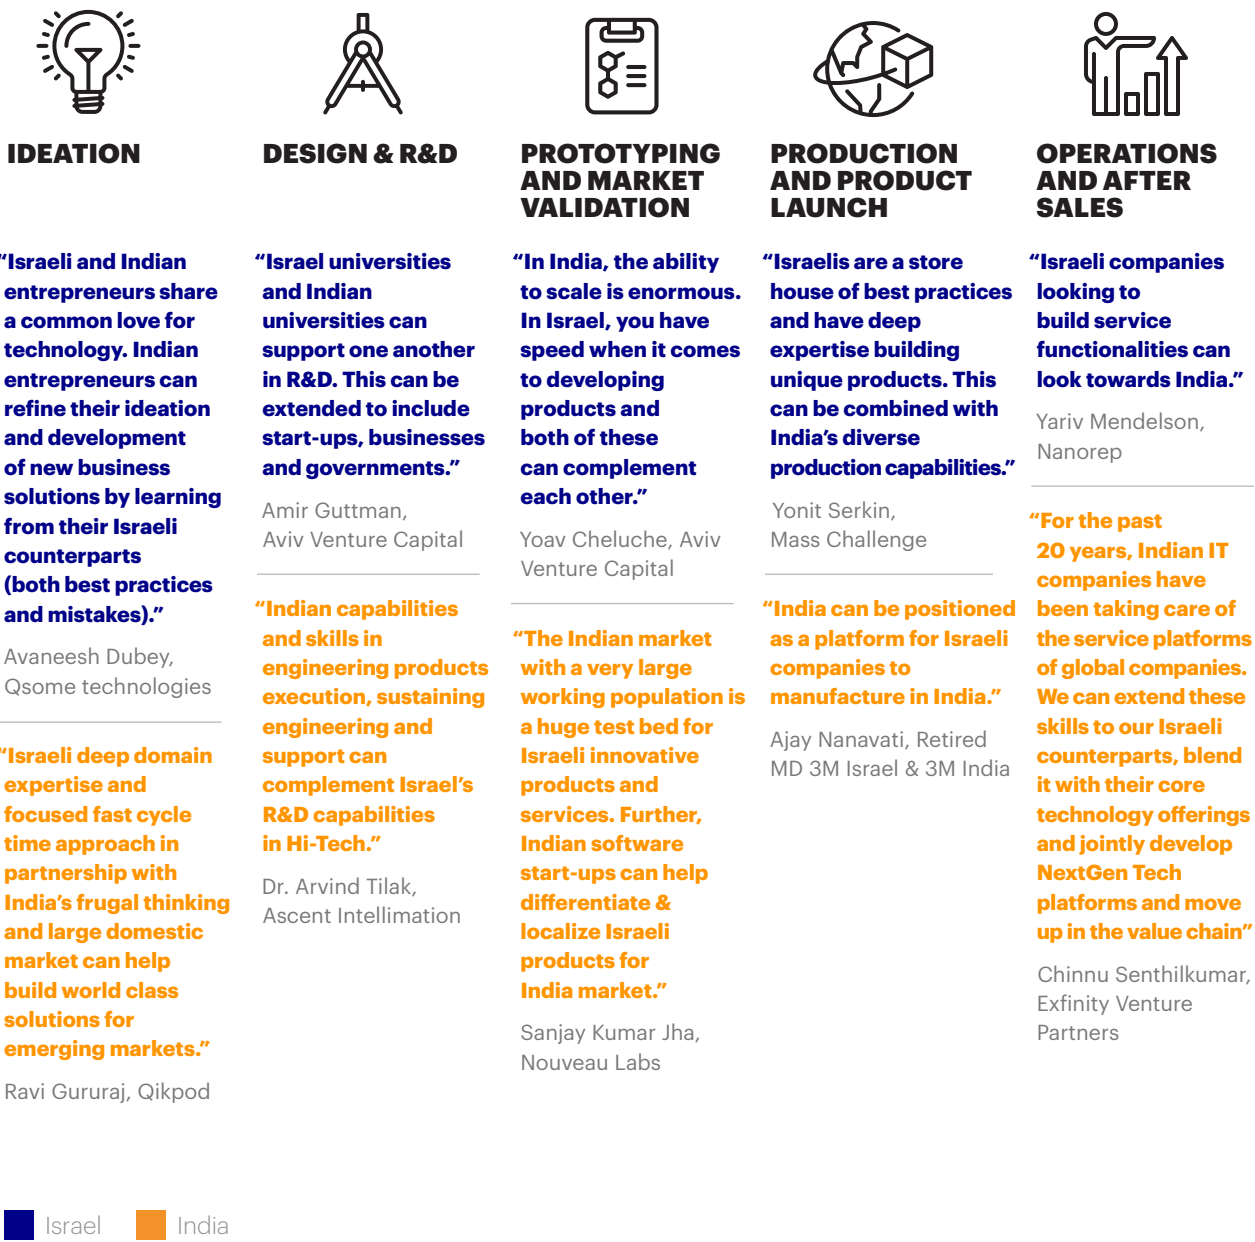 IDEATION
“Israeli and Indian
entrepreneurs share
a common love for
technology. Indian
entrepreneurs can
refine their ideation
and development
of new business
solutions by learning
from their Israeli
counterparts
(both best practices
and mistakes).”
Avaneesh Dubey,
Qsome technologies
“Israeli deep domain
expertise and
focused fast cycle
time approach in
partnership with
India’s frugal thinking
and large domestic
market can help
build world class
solutions for
emerging markets.”
Ravi Gururaj, Qikpod
DESIGN & R&D
“Israel universities
and Indian
universities can
support one another
in R&D. This can be
extended to include
start-ups, businesses
and governments.”
Amir Guttman,
Aviv Venture Capital
“Indian capabilities
and skills in
engineering products
execution, sustaining
engineering and
support can
complement Israel’s
R&D capabilities
in Hi-Tech.”
Dr. Arvind Tilak,
Ascent Intellimation
PROTOTYPING
AND MARKET
VALIDATION
“In India, the ability
to scale is enormous.
In Israel, you have
speed when it comes
to developing
products and
both of these
can complement
each other.”
Yoav Cheluche, Aviv
Venture Capital
“The Indian market
with a very large
working population is
a huge test bed for
Israeli innovative
products and
services. Further,
Indian software
start-ups can help
differentiate &
localize Israeli
products for
India market.”
Sanjay Kumar Jha,
Nouveau Labs
PRODUCTION
AND PRODUCT
LAUNCH
“Israelis are a store
house of best practices
and have deep
expertise building
unique products. This
can be combined with
India’s diverse
production capabilities.”
Yonit Serkin,
Mass Challenge
“India can be positioned
as a platform for Israeli
companies to
manufacture in India.”
Ajay Nanavati, Retired
MD 3M Israel & 3M India
OPERATIONS
AND AFTER
SALES
“Israeli companies
looking to
build service
functionalities can
look towards India.”
Yariv Mendelson,
Nanorep
“For the past
20 years, Indian IT
companies have
been taking care of
the service platforms
of global companies.
We can extend these
skills to our Israeli
counterparts, blend
it with their core
technology offerings
and jointly develop
NextGen Tech
platforms and move
up in the value chain”
Chinnu Senthilkumar,
Exfinity Venture
Partners
Israel
India